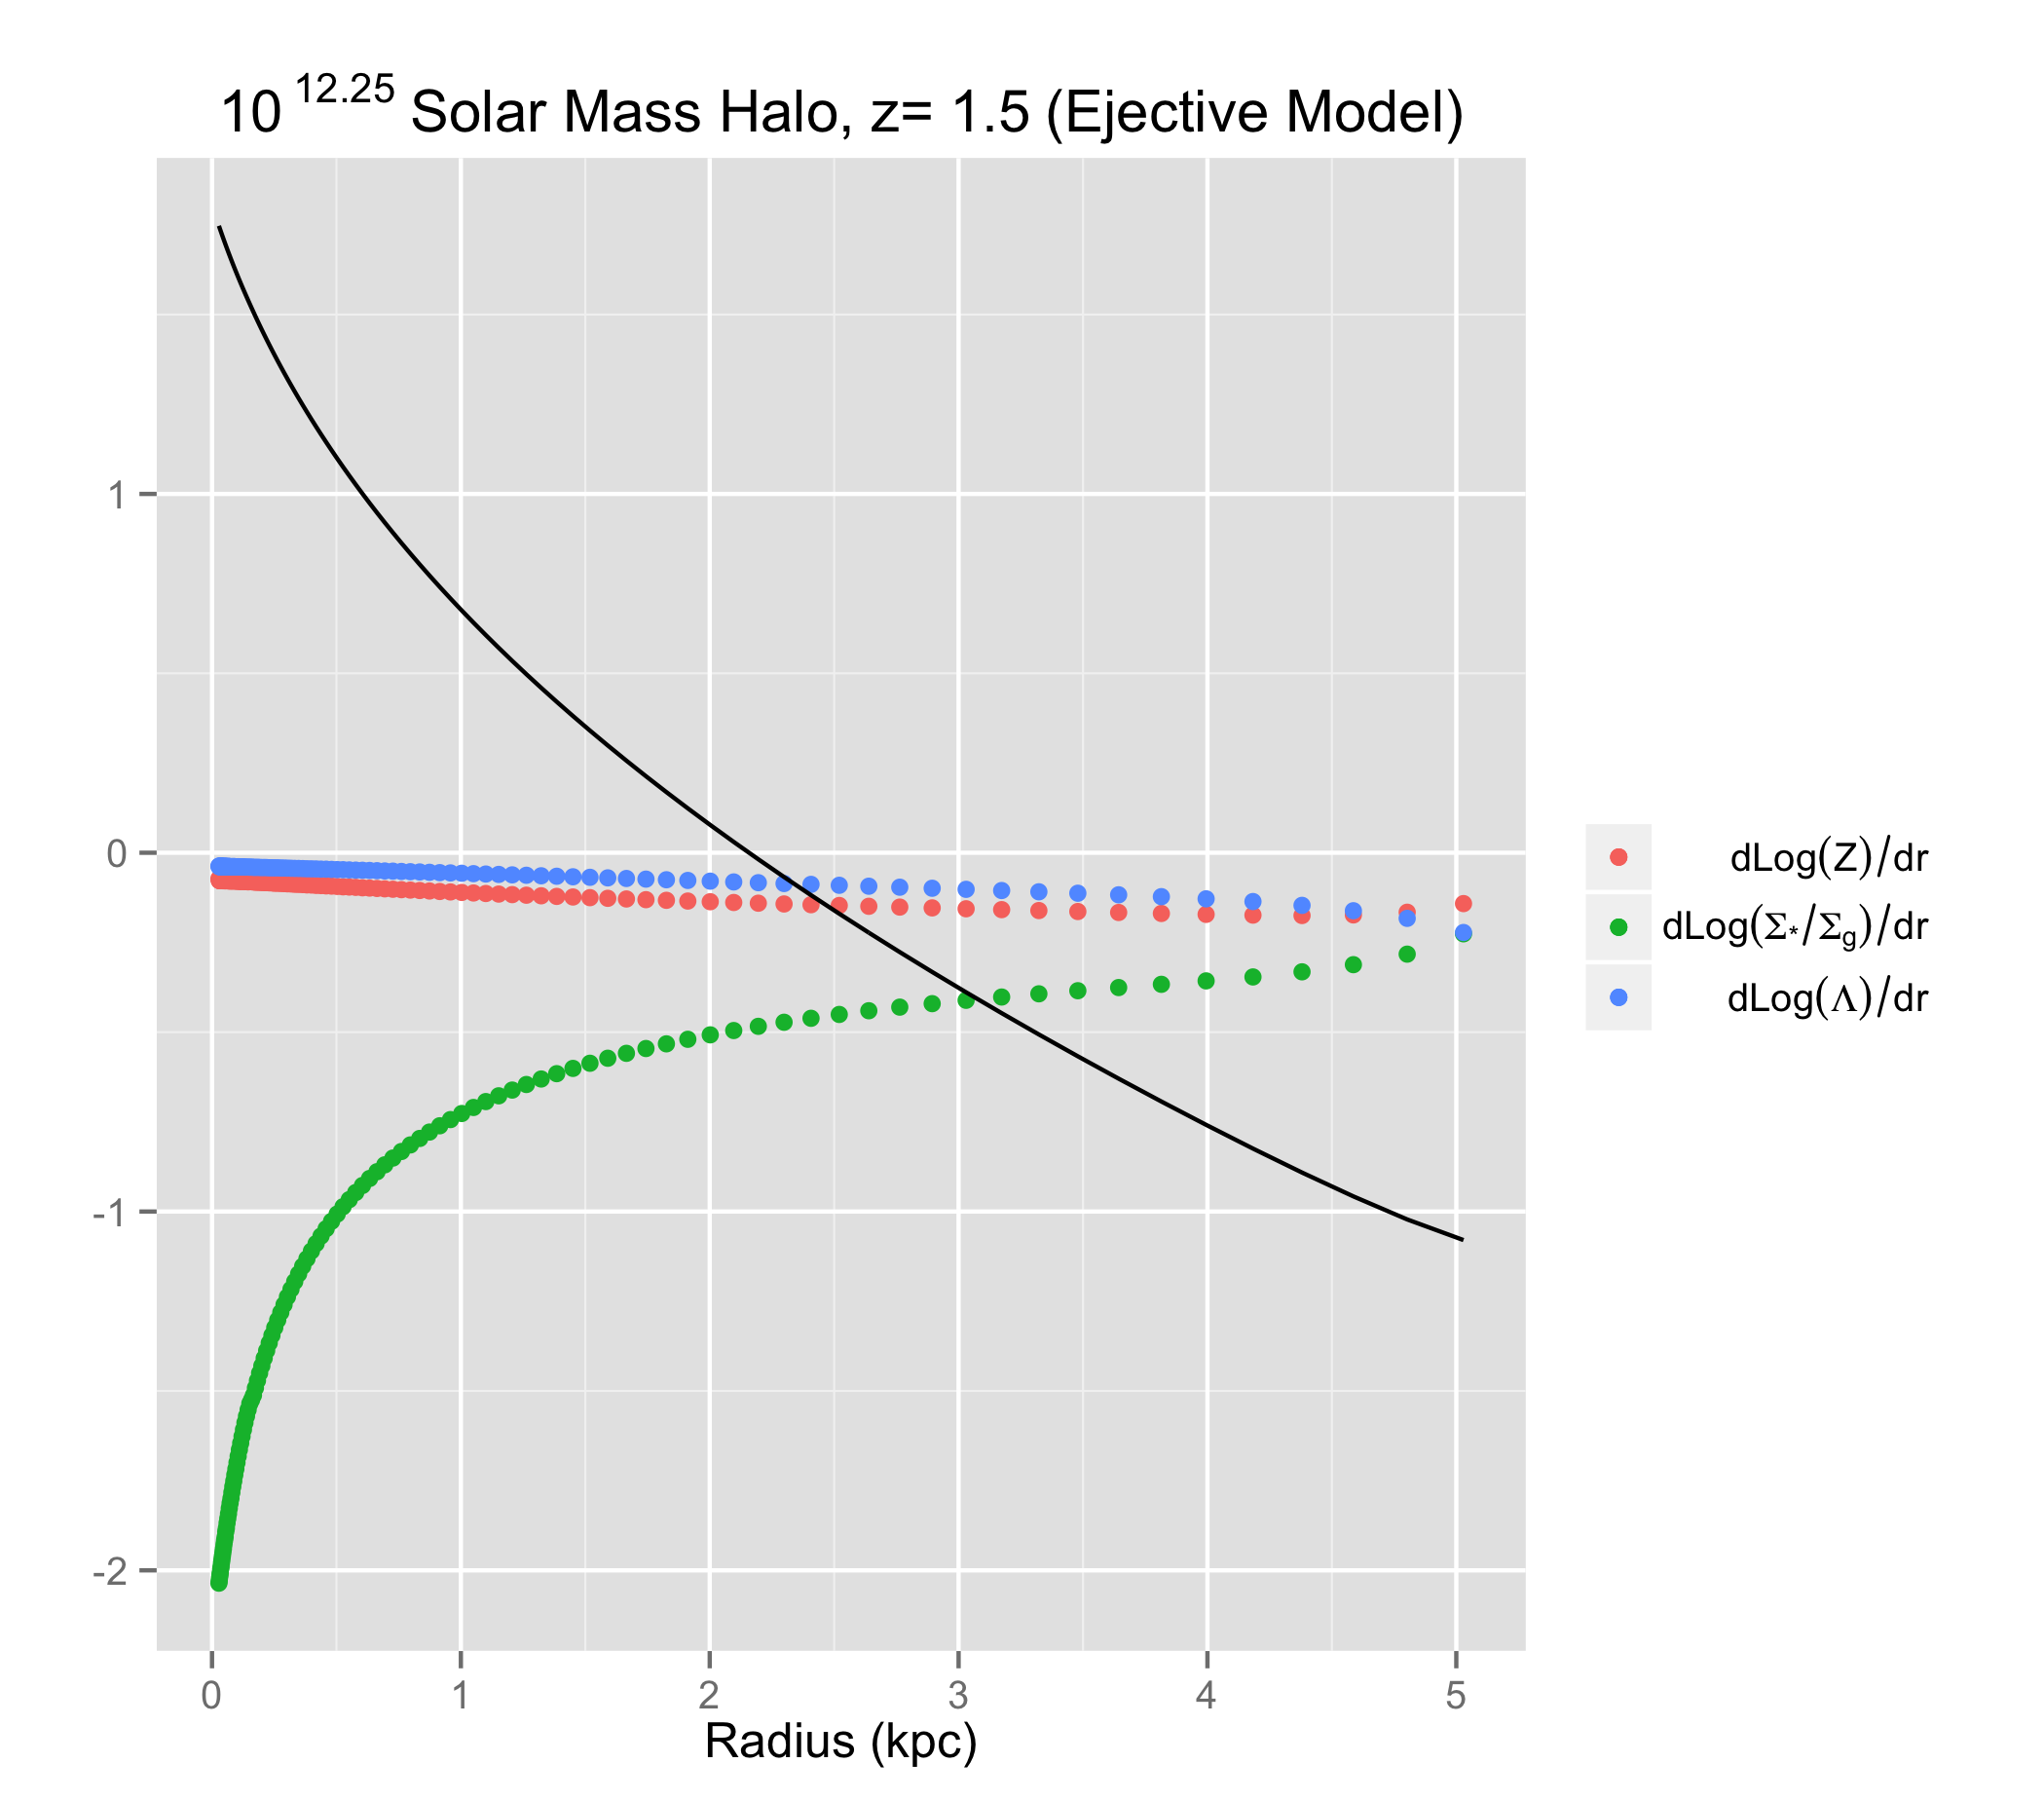 10^12.25 Solar Mass Halo, z= 1.5 (Ejective Model)
1
0
-1
-2
0 1 2 3 4 5
Radius (kpc)
dLog(Z)/dr
dLog(Σ*/Σg)/dr
dLog(Λ)/dr